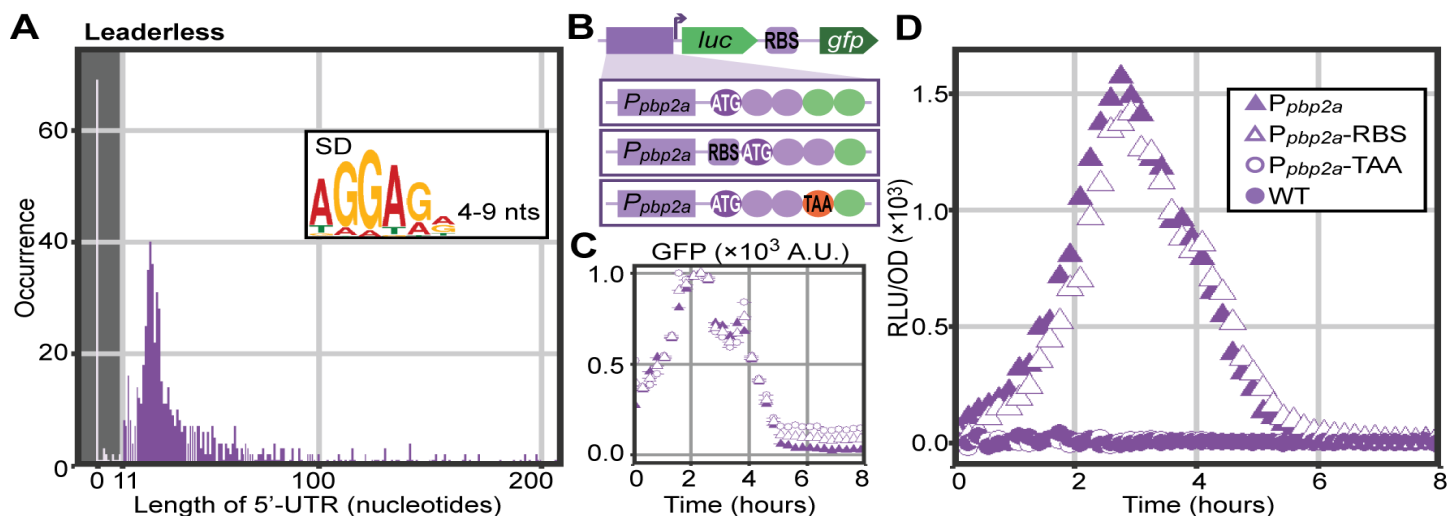 A
Leaderless
Occurrence
60
40
20
0
SD
AGGAGA
4-9 nts
0 11 100 200
Length of 5'-UTR (nucleotides)
B
luc RBS gfp
Ppbp2a ATG
Ppbp2a RBS ATG
Ppbp2a ATG TAA
C
GFP (×10³ A.U.)
1.0
0.5
0.0
0 2 4 6 8
Time (hours)
D
RLU/OD (×10³)
1.5
1.0
0.5
0.0
Ppbp2a
Ppbp2a-RBS
Ppbp2a-TAA
WT
0 2 4 6 8
Time (hours)